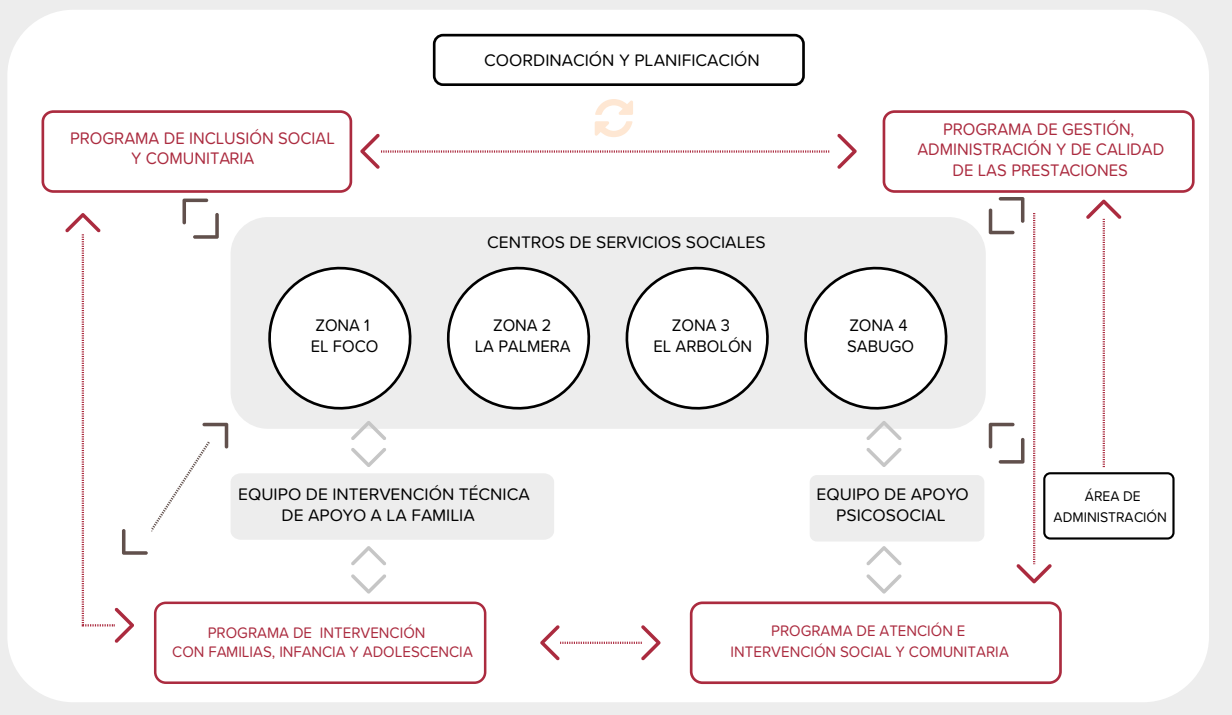 COORDINACIÓN Y PLANIFICACIÓN
PROGRAMA DE INCLUSIÓN SOCIAL
Y COMUNITARIA
PROGRAMA DE GESTIÓN,
ADMINISTRACIÓN Y DE CALIDAD
DE LAS PRESTACIONES
CENTROS DE SERVICIOS SOCIALES
ZONA 1
EL FOCO
ZONA 2
LA PALMERA
ZONA 3
EL ARBOLÓN
ZONA 4
SABUGO
EQUIPO DE INTERVENCIÓN TÉCNICA
DE APOYO A LA FAMILIA
EQUIPO DE APOYO
PSICOSOCIAL
ÁREA DE
ADMINISTRACIÓN
PROGRAMA DE INTERVENCIÓN
CON FAMILIAS, INFANCIA Y ADOLESCENCIA
PROGRAMA DE ATENCIÓN E
INTERVENCIÓN SOCIAL Y COMUNITARIA